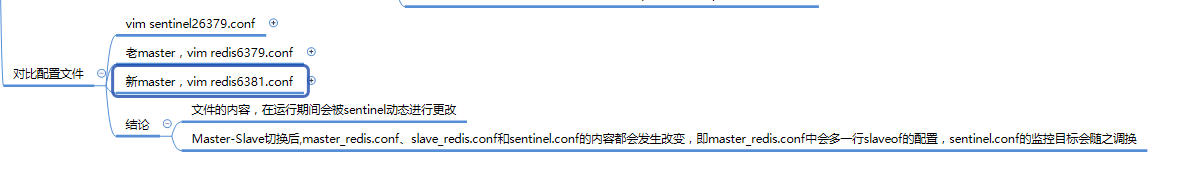 vim sentinel26379.conf
老master，vim redis6379.conf
对比配置文件
新master，vim redis6381.conf
文件的内容，在运行期间会被sentinel动态进行更改
结论
Master-Slave切换后,master_redis.conf、slave_redis.conf和sentinel.conf的内容都会发生改变，即master_redis.conf中会多一行slaveof的配置，sentinel.conf的监控目标会随之调换